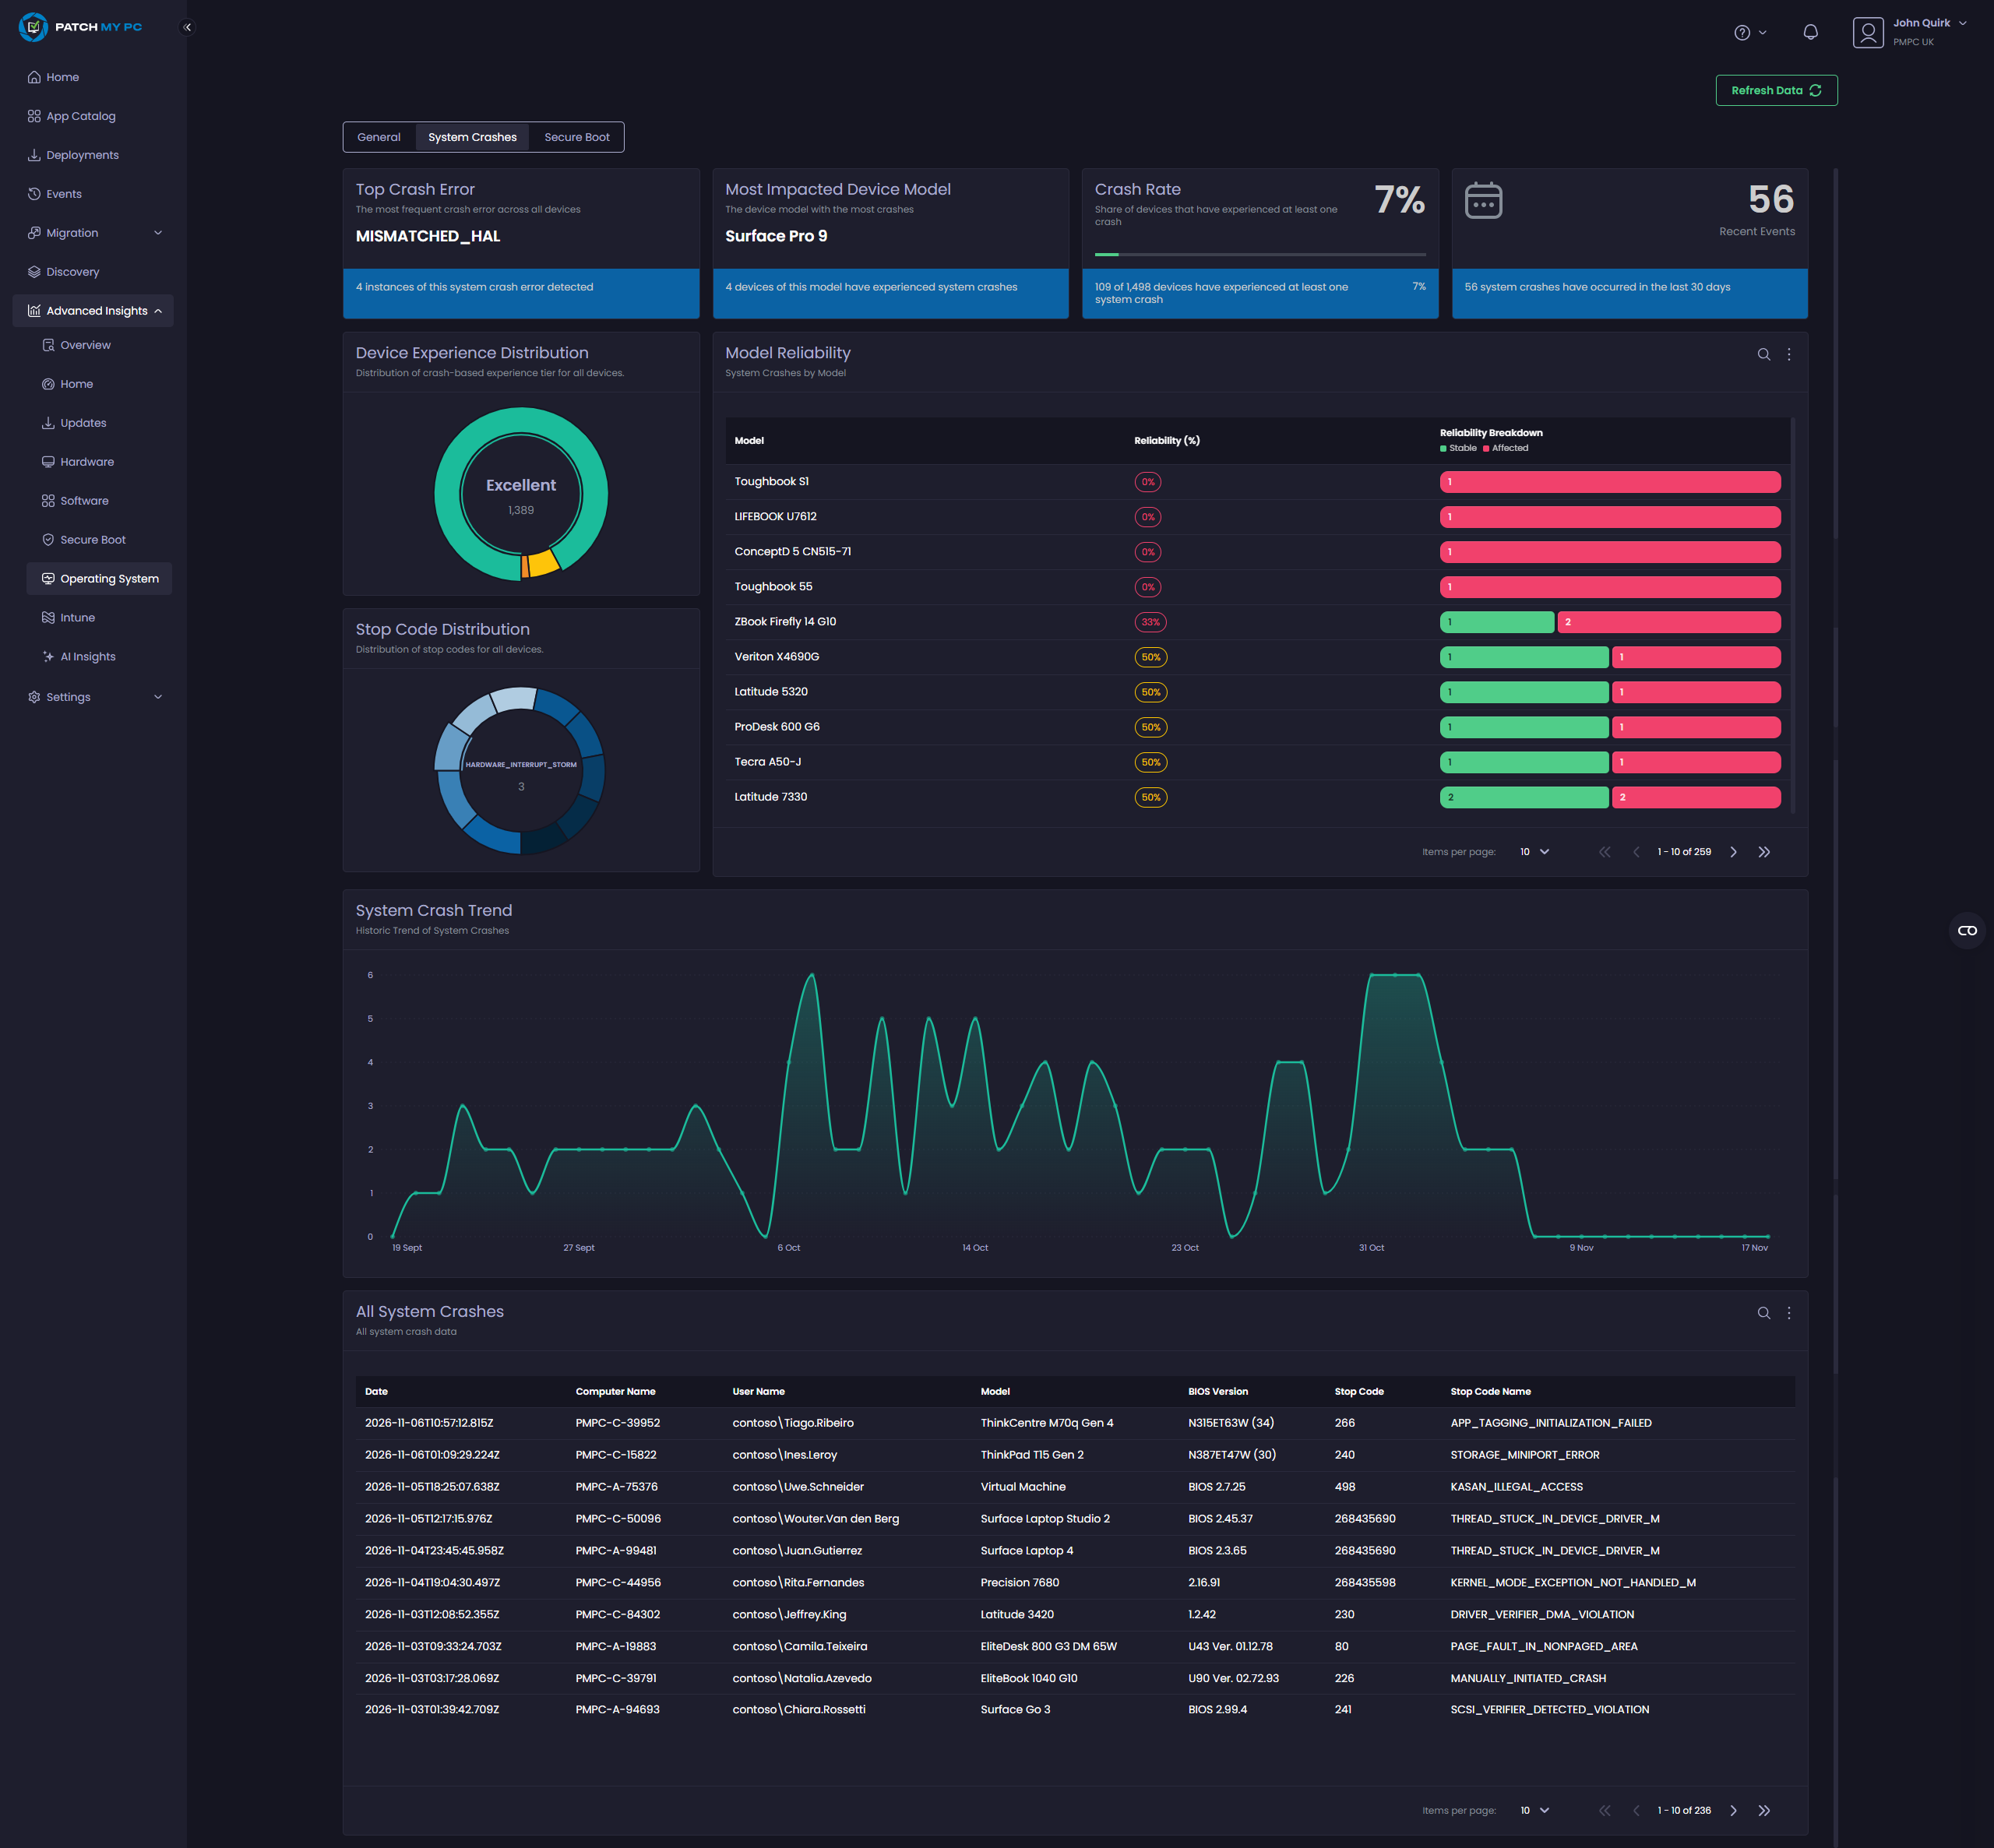 PATCH MY PC
John Quirk
PMPC UK
Home
App Catalog
Deployments
Events
Migration
Discovery
Advanced Insights
Overview
Home
Updates
Hardware
Software
Secure Boot
Operating System
Intune
AI Insights
Settings
Refresh Data
General
System Crashes
Secure Boot
Top Crash Error
The most frequent crash error across all devices
MISMATCHED_HAL
4 instances of this system crash error detected
Most Impacted Device Model
The device model with the most crashes
Surface Pro 9
4 devices of this model have experienced system crashes
Crash Rate
Share of devices that have experienced at least one
crash
7%
109 of 1,498 devices have experienced at least one
system crash
7%
56
Recent Events
56 system crashes have occurred in the last 30 days
Device Experience Distribution
Distribution of crash-based experience tier for all devices.
Excellent
1,389
Stop Code Distribution
Distribution of stop codes for all devices.
HARDWARE_INTERRUPT_STORM
3
Model Reliability
System Crashes by Model
Model Reliability (%) Reliability Breakdown
Stable Affected
Toughbook S1 0% 1
LIFEBOOK U7612 0% 1
ConceptD 5 CN515-71 0% 1
Toughbook 55 0% 1
ZBook Firefly 14 G10 33% 1 2
Veriton X4690G 50% 1 1
Latitude 5320 50% 1 1
ProDesk 600 G6 50% 1 1
Tecra A50-J 50% 1 1
Latitude 7330 50% 2 2
Items per page: 10 1 - 10 of 259
System Crash Trend
Historic Trend of System Crashes
6
5
4
3
2
1
0
19 Sept 27 Sept 6 Oct 14 Oct 23 Oct 31 Oct 9 Nov 17 Nov
All System Crashes
All system crash data
Date Computer Name User Name Model BIOS Version Stop Code Stop Code Name
2026-11-06T10:57:12.815Z PMPC-C-39952 contoso\Tiago.Ribeiro ThinkCentre M70q Gen 4 N315ET63W (34) 266 APP_TAGGING_INITIALIZATION_FAILED
2026-11-06T01:09:29.224Z PMPC-C-15822 contoso\Ines.Leroy ThinkPad T15 Gen 2 N387ET47W (30) 240 STORAGE_MINIPORT_ERROR
2026-11-05T18:25:07.638Z PMPC-A-75376 contoso\Uwe.Schneider Virtual Machine BIOS 2.7.25 498 KASAN_ILLEGAL_ACCESS
2026-11-05T12:17:15.976Z PMPC-C-50096 contoso\Wouter.Van den Berg Surface Laptop Studio 2 BIOS 2.45.37 268435690 THREAD_STUCK_IN_DEVICE_DRIVER_M
2026-11-04T23:45:45.958Z PMPC-A-99481 contoso\Juan.Gutierrez Surface Laptop 4 BIOS 2.3.65 268435690 THREAD_STUCK_IN_DEVICE_DRIVER_M
2026-11-04T19:04:30.497Z PMPC-C-44956 contoso\Rita.Fernandes Precision 7680 2.16.91 268435598 KERNEL_MODE_EXCEPTION_NOT_HANDLED_M
2026-11-03T12:08:52.355Z PMPC-C-84302 contoso\Jeffrey.King Latitude 3420 1.2.42 230 DRIVER_VERIFIER_DMA_VIOLATION
2026-11-03T09:33:24.703Z PMPC-A-19883 contoso\Camila.Teixeira EliteDesk 800 G3 DM 65W U43 Ver. 01.12.78 80 PAGE_FAULT_IN_NONPAGED_AREA
2026-11-03T03:17:28.069Z PMPC-C-39791 contoso\Natalia.Azevedo EliteBook 1040 G10 U90 Ver. 02.72.93 226 MANUALLY_INITIATED_CRASH
2026-11-03T01:39:42.709Z PMPC-A-94693 contoso\Chiara.Rossetti Surface Go 3 BIOS 2.99.4 241 SCSI_VERIFIER_DETECTED_VIOLATION
Items per page: 10 1 - 10 of 236